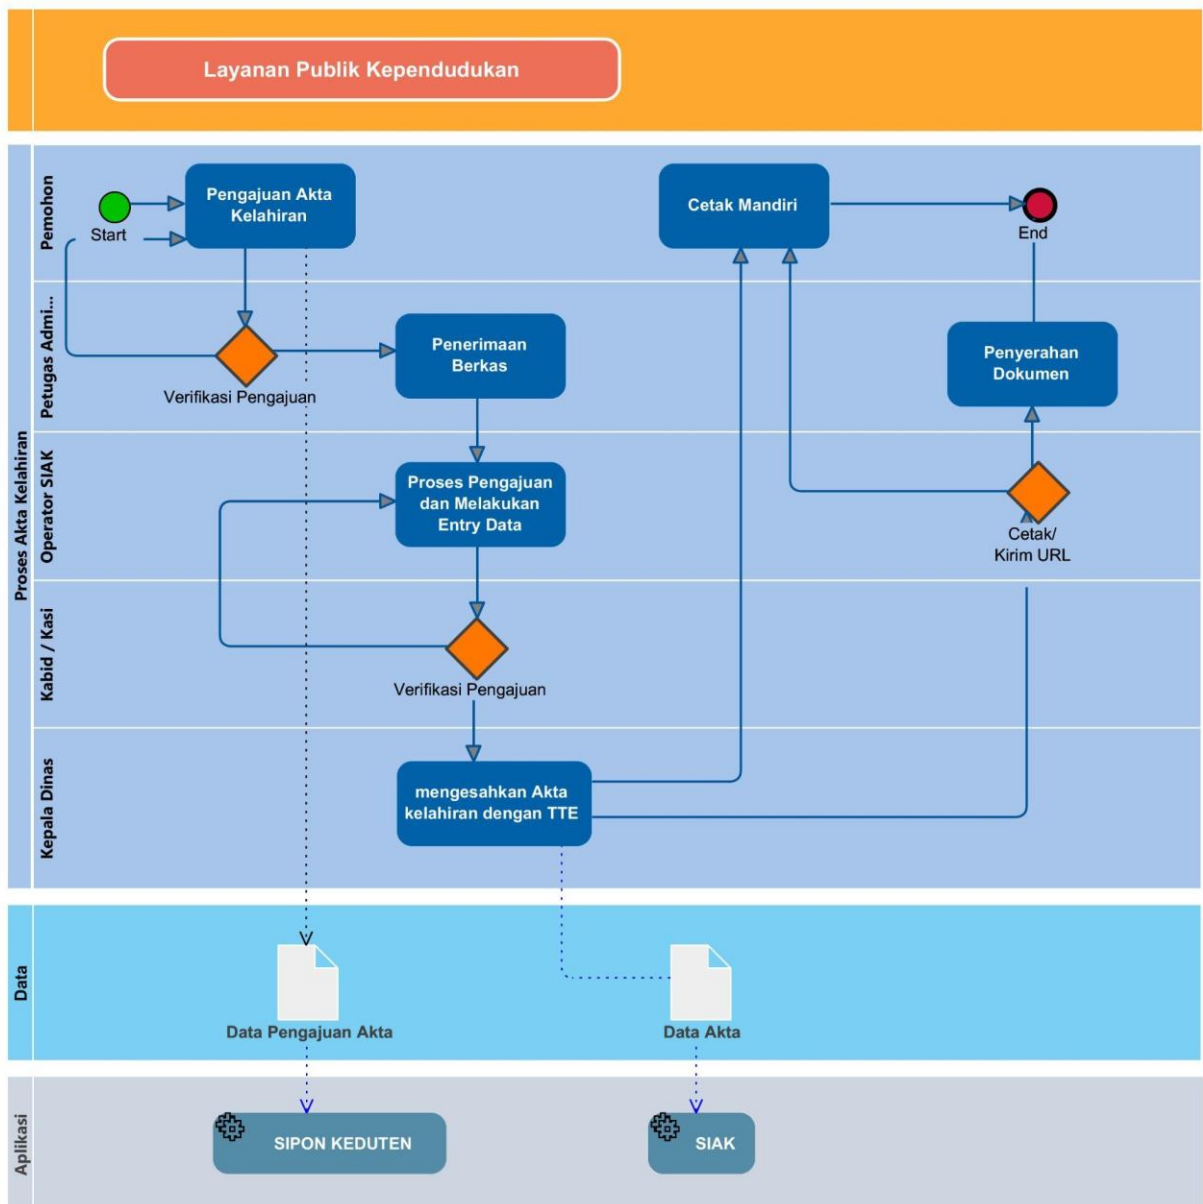 Layanan Publik Kependudukan
Proses Akta Kelahiran
Pemohon
Start
Pengajuan Akta
Kelahiran
Cetak Mandiri
End
Petugas Admi...
Verifikasi Pengajuan
Penerimaan
Berkas
Penyerahan
Dokumen
Operator SIAK
Proses Pengajuan
dan Melakukan
Entry Data
Cetak/
Kirim URL
Kabid / Kasi
Verifikasi Pengajuan
Kepala Dinas
mengesahkan Akta
kelahiran dengan TTE
Data
Data Pengajuan Akta
Data Akta
Aplikasi
SIPON KEDUTEN
SIAK